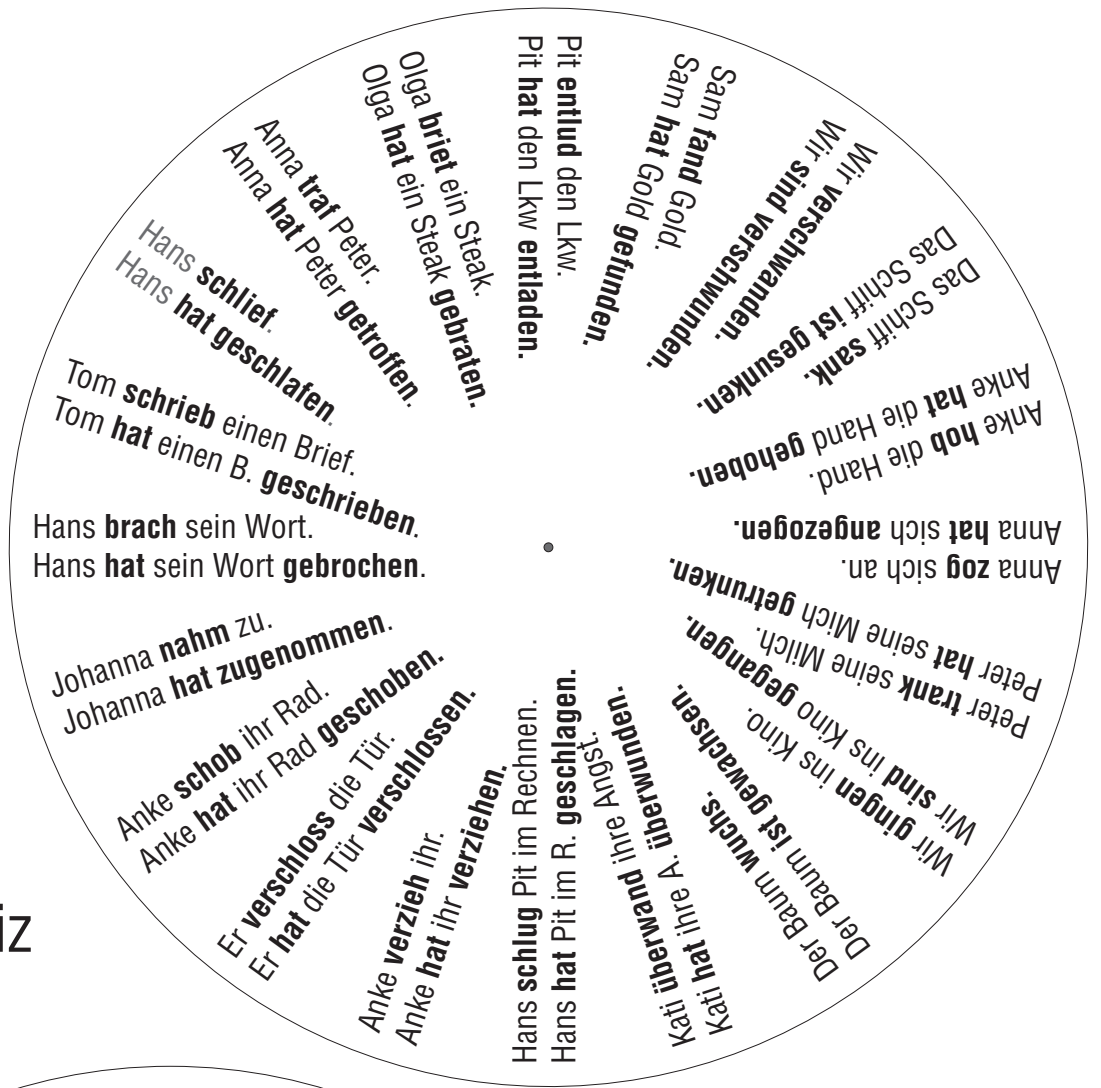 Pit entlud den Lkw.
Pit hat den Lkw entladen.
Sam fand Gold.
Sam hat Gold gefunden.
Wir verschwanden.
Wir sind verschwunden.
Das Schiff sank.
Das Schiff ist gesunken.
Anke hob die Hand.
Anke hat die Hand gehoben.
Anna zog sich an.
Anna hat sich angezogen.
Peter trank seine Milch.
Peter hat seine Mich getrunken.
Wir gingen ins Kino.
Wir sind ins Kino gegangen.
Der Baum wuchs.
Der Baum ist gewachsen.
Kati überwand ihre Angst.
Kati hat ihre A. überwunden.
Hans schlug Pit im Rechnen.
Hans hat Pit im R. geschlagen.
Anke verzieh ihr.
Anke hat ihr verziehen.
Er verschloss die Tür.
Er hat die Tür verschlossen.
Anke schob ihr Rad.
Anke hat ihr Rad geschoben.
Johanna nahm zu.
Johanna hat zugenommen.
Hans brach sein Wort.
Hans hat sein Wort gebrochen.
Tom schrieb einen Brief.
Tom hat einen B. geschrieben.
Hans schlief.
Hans hat geschlafen.
Anna traf Peter.
Anna hat Peter getroffen.
Olga briet ein Steak.
Olga hat ein Steak gebraten.
iz